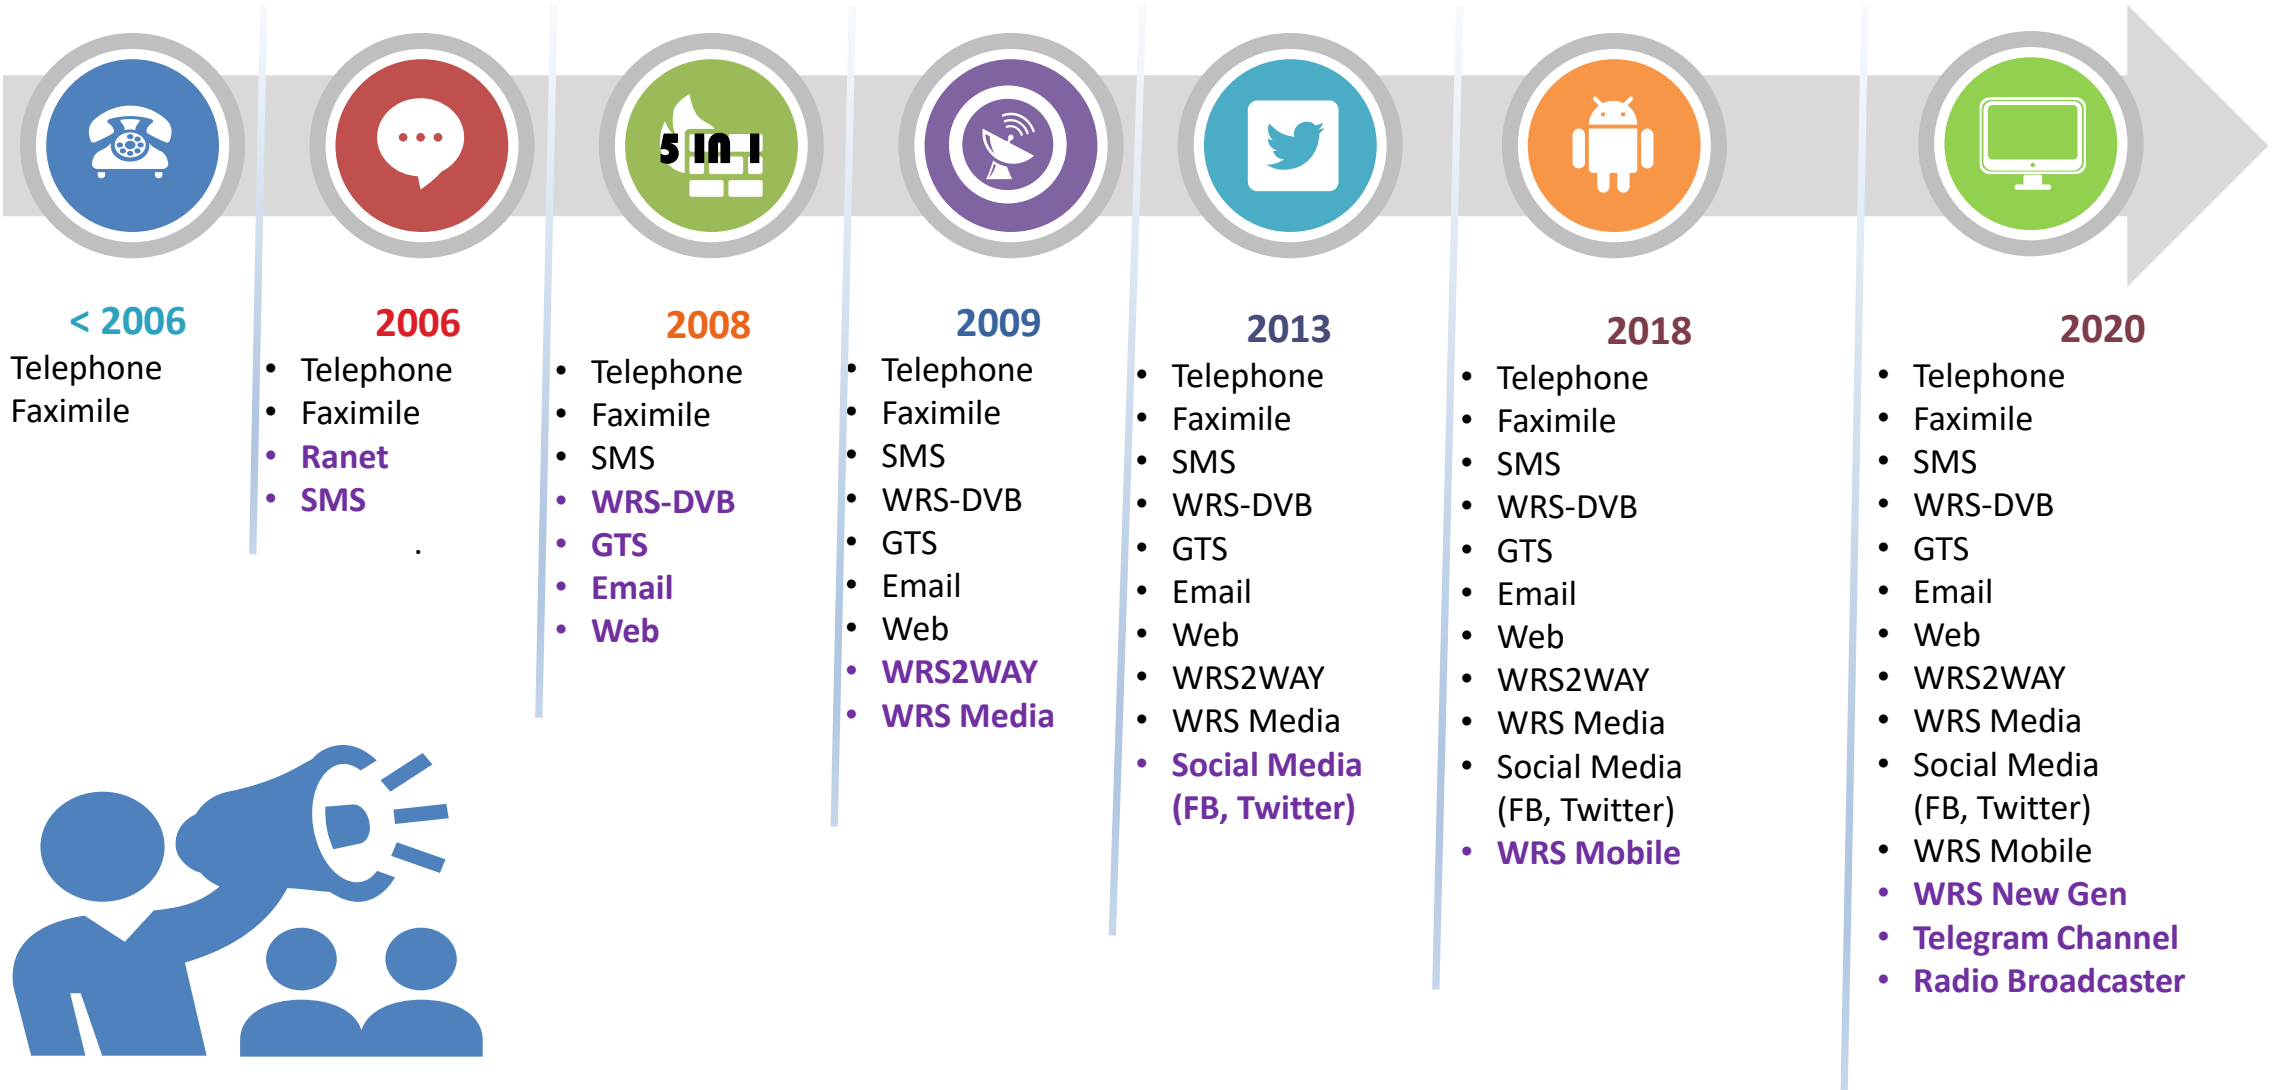 5 IN 1
< 2006
Telephone
Faximile
2006
• Telephone
• Faximile
• Ranet
• SMS
.
2008
• Telephone
• Faximile
• SMS
• WRS-DVB
• GTS
• Email
• Web
2009
• Telephone
• Faximile
• SMS
• WRS-DVB
• GTS
• Email
• Web
• WRS2WAY
• WRS Media
2013
• Telephone
• Faximile
• SMS
• WRS-DVB
• GTS
• Email
• Web
• WRS2WAY
• WRS Media
• Social Media
(FB, Twitter)
2018
• Telephone
• Faximile
• SMS
• WRS-DVB
• GTS
• Email
• Web
• WRS2WAY
• WRS Media
• Social Media
(FB, Twitter)
• WRS Mobile
2020
• Telephone
• Faximile
• SMS
• WRS-DVB
• GTS
• Email
• Web
• WRS2WAY
• WRS Media
• Social Media
(FB, Twitter)
• WRS Mobile
• WRS New Gen
• Telegram Channel
• Radio Broadcaster